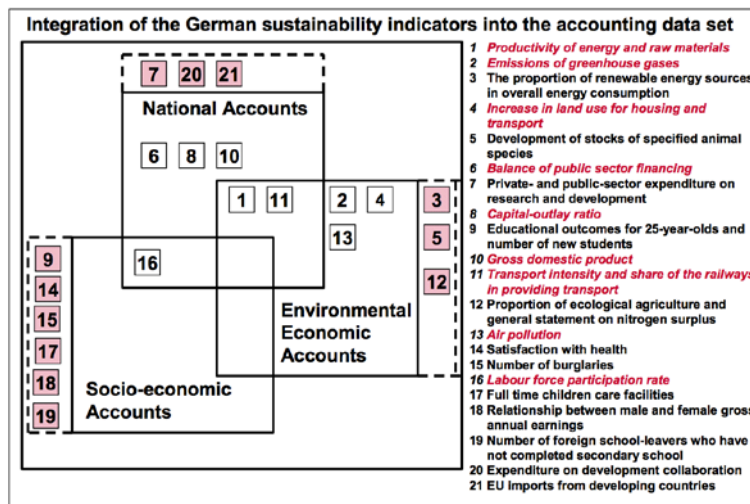 Integration of the German sustainability indicators into the accounting data set
7 20 21
National Accounts
6 8 10
1 11 2 4 3
13 5
9 16 12
14
15
17
18
19
Environmental
Economic
Accounts
Socio-economic
Accounts
1 Productivity of energy and raw materials
2 Emissions of greenhouse gases
3 The proportion of renewable energy sources
in overall energy consumption
4 Increase in land use for housing and
transport
5 Development of stocks of specified animal
species
6 Balance of public sector financing
7 Private- and public-sector expenditure on
research and development
8 Capital-outlay ratio
9 Educational outcomes for 25-year-olds and
number of new students
10 Gross domestic product
11 Transport intensity and share of the railways
in providing transport
12 Proportion of ecological agriculture and
general statement on nitrogen surplus
13 Air pollution
14 Satisfaction with health
15 Number of burglaries
16 Labour force participation rate
17 Full time children care facilities
18 Relationship between male and female gross
annual earnings
19 Number of foreign school-leavers who have
not completed secondary school
20 Expenditure on development collaboration
21 EU imports from developing countries